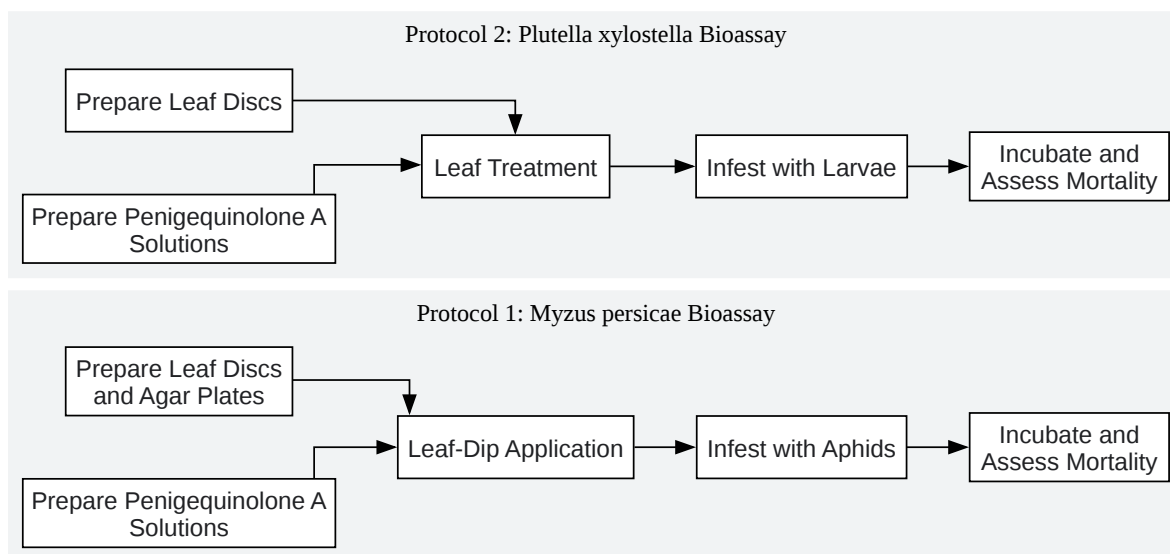 Protocol 2: Plutella xylostella Bioassay
Prepare Leaf Discs
Prepare Penigequinolone A
Solutions
Leaf Treatment
Infest with Larvae
Incubate and
Assess Mortality
Protocol 1: Myzus persicae Bioassay
Prepare Leaf Discs
and Agar Plates
Prepare Penigequinolone A
Solutions
Leaf-Dip Application
Infest with Aphids
Incubate and
Assess Mortality